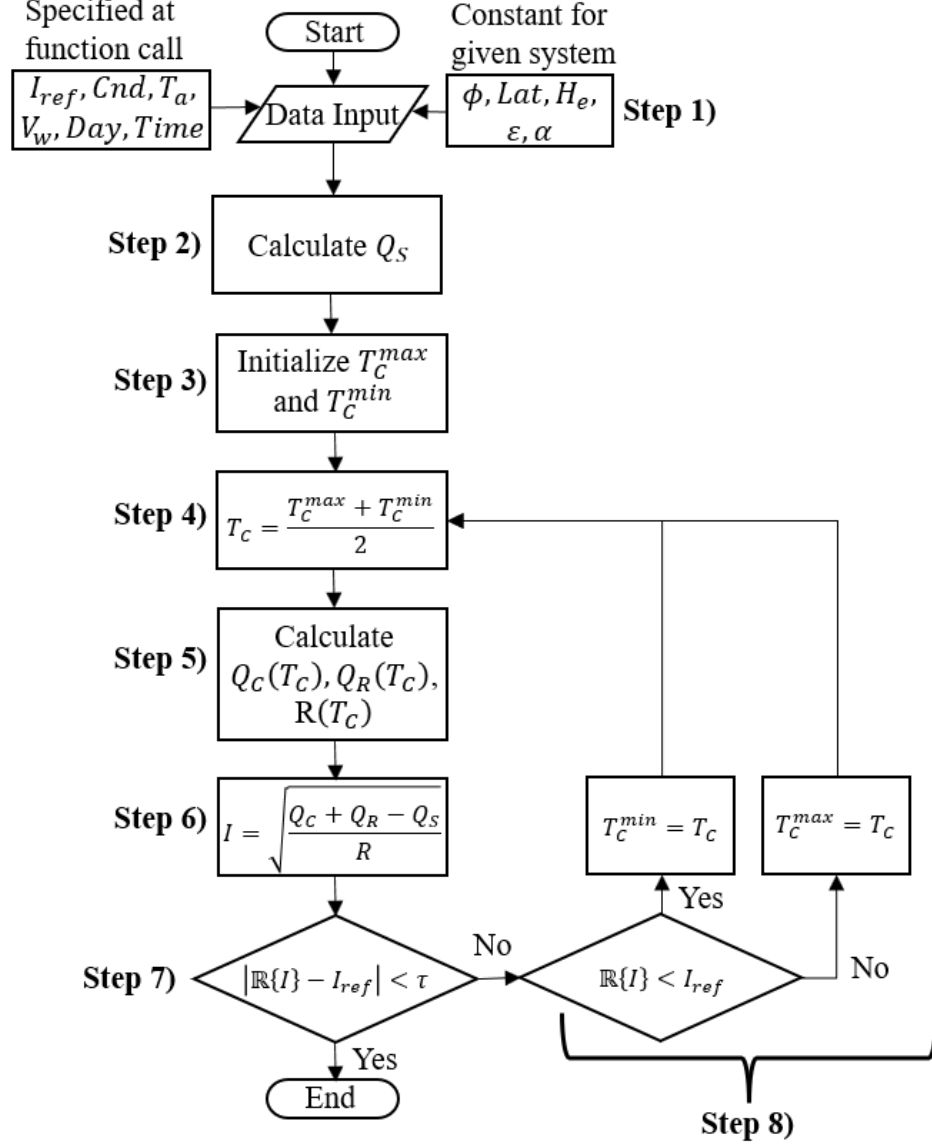 Specified at
function call
Start
Constant for
given system
I_ref, Cnd, T_a,
V_w, Day, Time
Data Input
ϕ, Lat, H_e,
ε, α
Step 1)
Step 2)
Calculate Q_S
Step 3)
Initialize T_C^max
and T_C^min
Step 4)
T_C = (T_C^max + T_C^min) / 2
Step 5)
Calculate
Q_C(T_C), Q_R(T_C),
R(T_C)
Step 6)
I = √((Q_C + Q_R − Q_S) / R)
T_C^min = T_C
T_C^max = T_C
Yes
Step 7)
|ℝ{I} − I_ref| < τ
No
ℝ{I} < I_ref
No
Yes
End
Step 8)